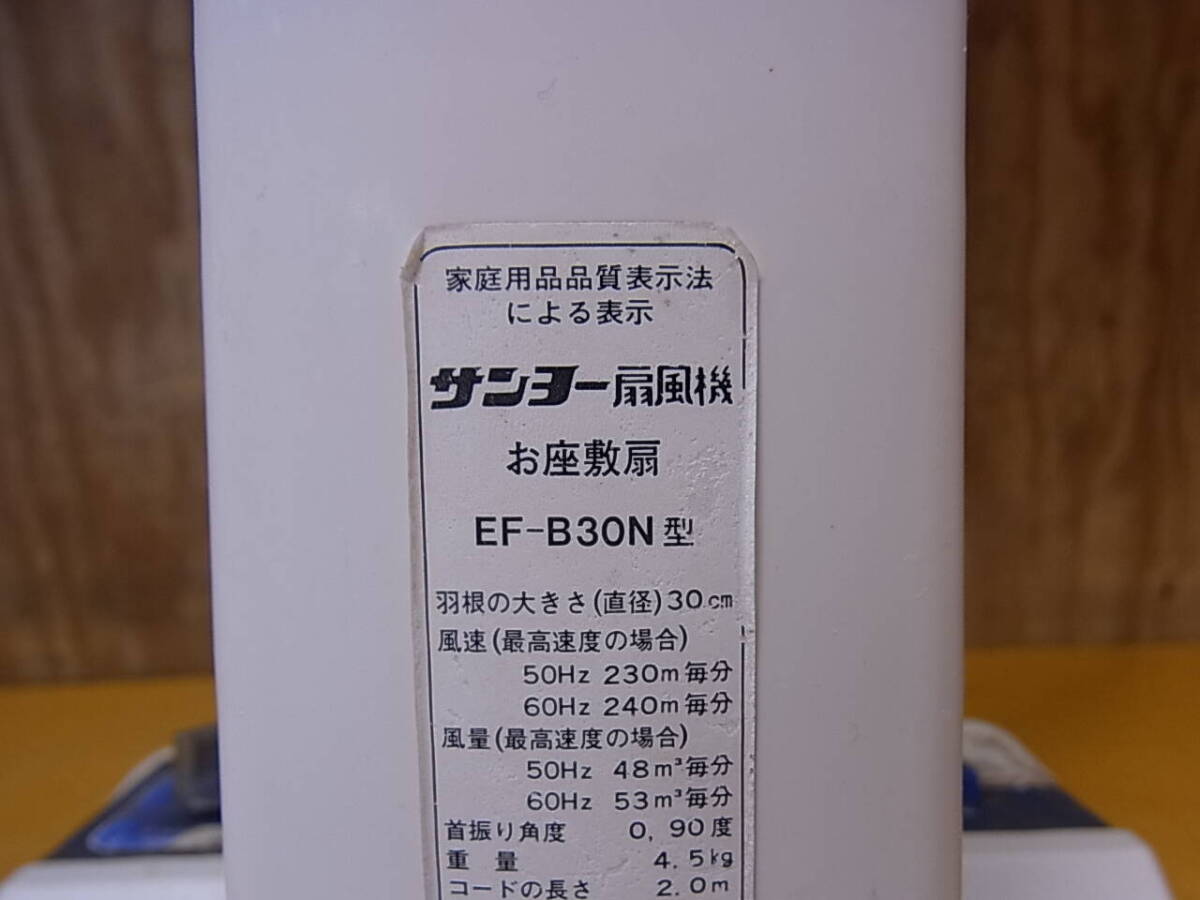 家庭用品品質表示法
による表示
サンヨー扇風機
お座敷扇
EF-B30N型
羽根の大きさ(直径)30cm
風速(最高速度の場合)
50Hz 230m毎分
60Hz 240m毎分
風量(最高速度の場合)
50Hz 48m³毎分
60Hz 53m³毎分
首振り角度 0, 90度
重量 4.5kg
コードの長さ 2.0m